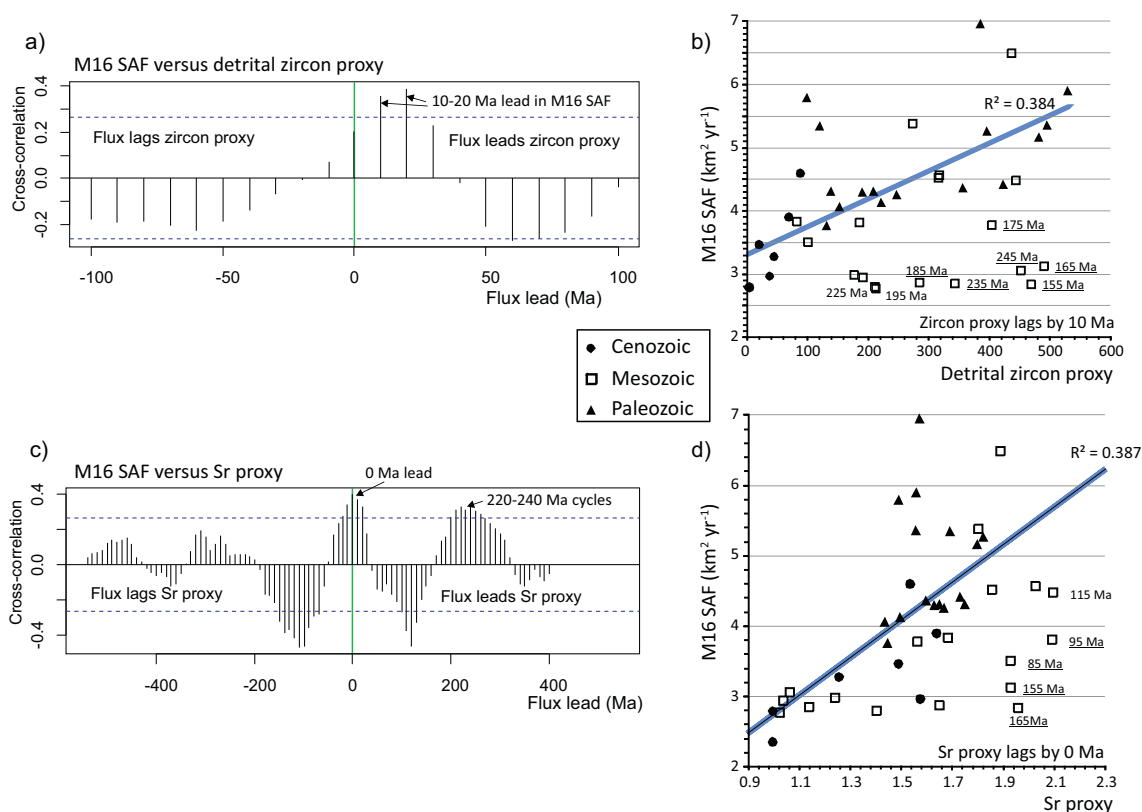 a)
M16 SAF versus detrital zircon proxy
Cross-correlation
0.4
0.2
0.0
-0.2
10-20 Ma lead in M16 SAF
Flux lags zircon proxy
Flux leads zircon proxy
-100
-50
0
50
100
Flux lead (Ma)
b)
M16 SAF (km² yr⁻¹)
7
6
5
4
3
2
R² = 0.384
175 Ma
245 Ma
165 Ma
185 Ma
235 Ma
155 Ma
225 Ma
195 Ma
Zircon proxy lags by 10 Ma
0
100
200
300
400
500
600
Detrital zircon proxy
Cenozoic
Mesozoic
Paleozoic
c)
M16 SAF versus Sr proxy
Cross-correlation
0.4
0.0
-0.4
0 Ma lead
220-240 Ma cycles
Flux lags Sr proxy
Flux leads Sr proxy
-400
-200
0
200
400
Flux lead (Ma)
d)
M16 SAF (km² yr⁻¹)
7
6
5
4
3
2
R² = 0.387
115 Ma
95 Ma
85 Ma
155 Ma
165Ma
Sr proxy lags by 0 Ma
0.9
1.1
1.3
1.5
1.7
1.9
2.1
2.3
Sr proxy